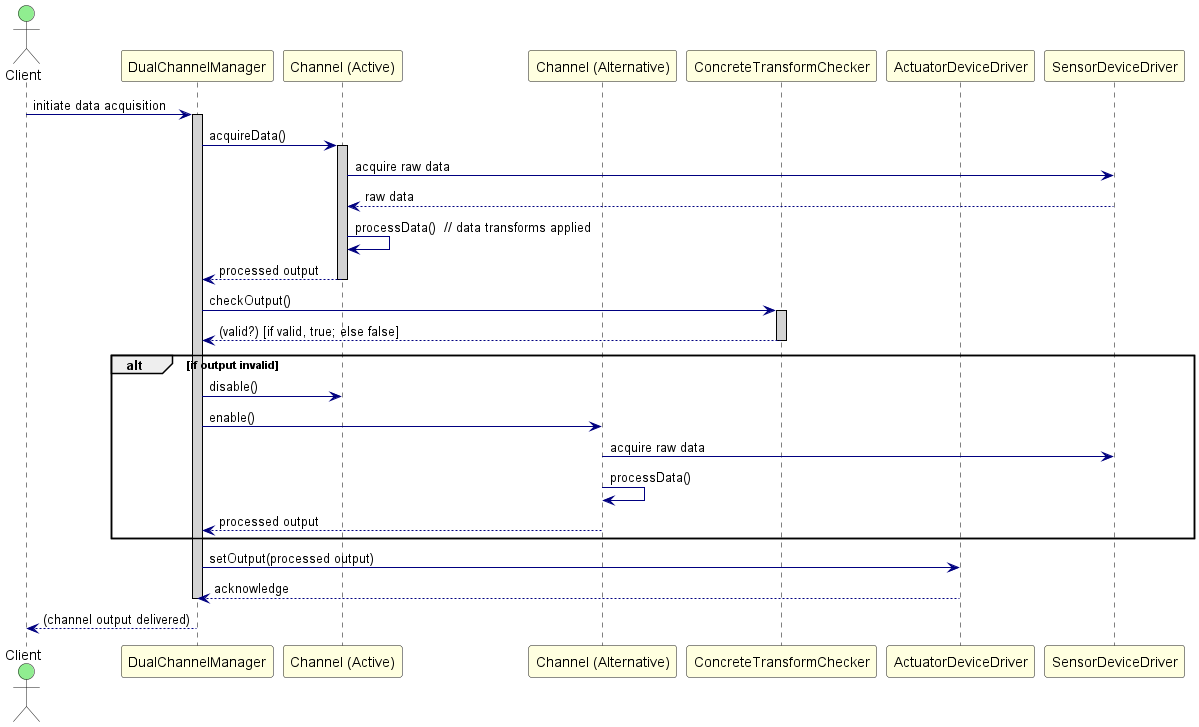 Client
DualChannelManager
Channel (Active)
Channel (Alternative)
ConcreteTransformChecker
ActuatorDeviceDriver
SensorDeviceDriver
initiate data acquisition
acquireData()
acquire raw data
raw data
processData()  // data transforms applied
processed output
checkOutput()
(valid?) [if valid, true; else false]
alt
[if output invalid]
disable()
enable()
acquire raw data
processData()
processed output
setOutput(processed output)
acknowledge
(channel output delivered)
Client
DualChannelManager
Channel (Active)
Channel (Alternative)
ConcreteTransformChecker
ActuatorDeviceDriver
SensorDeviceDriver